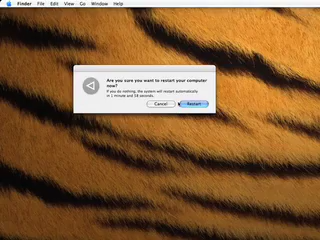 Finder File Edit View Go Window Help
Are you sure you want to restart your computer
now?
If you do nothing, the system will restart automatically
in 1 minute and 58 seconds.
Cancel Restart